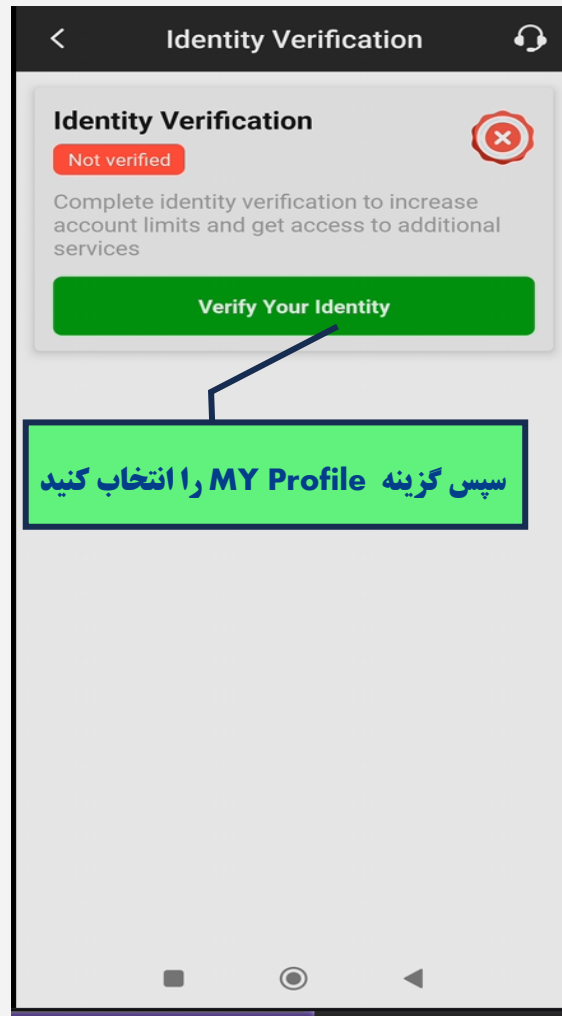 Identity Verification
Identity Verification
Not verified
Complete identity verification to increase
account limits and get access to additional
services
Verify Your Identity
سپس گزینه MY Profile را انتخاب کنید